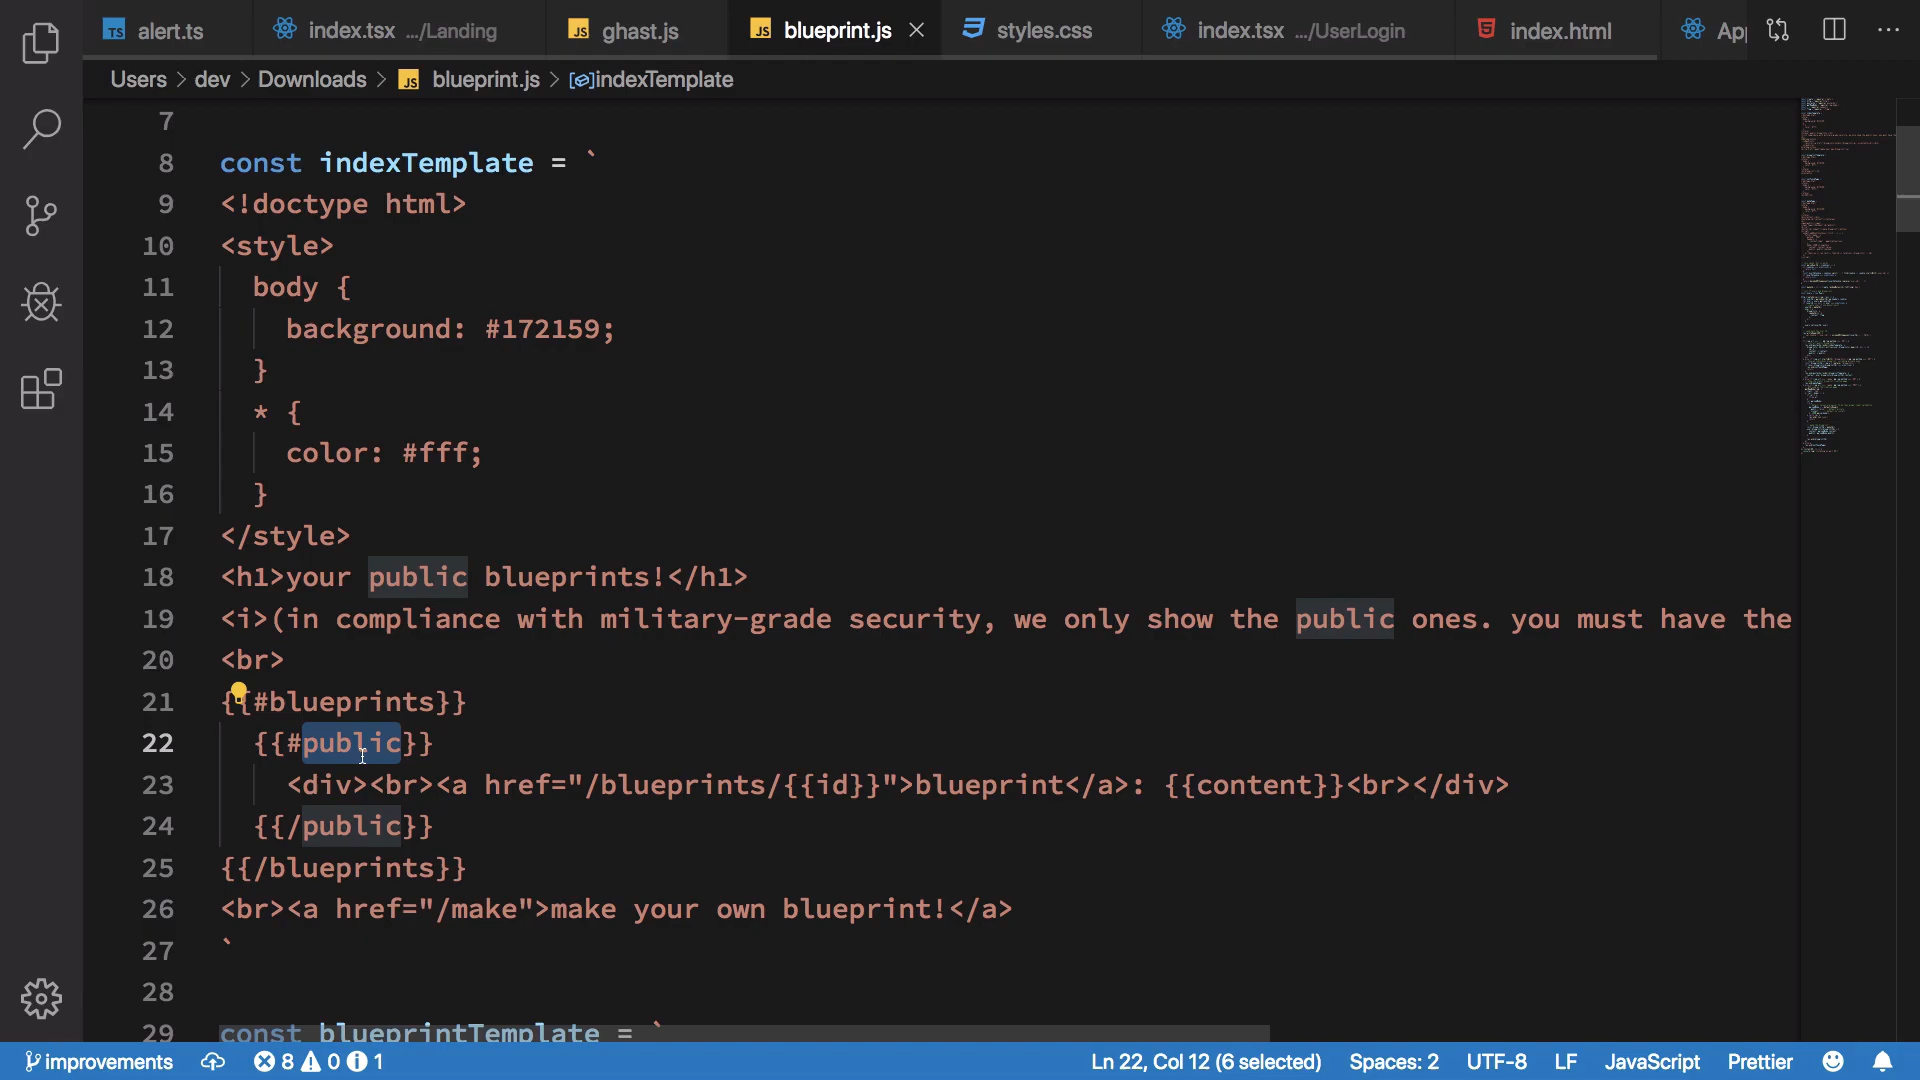 alert.ts index.tsx .../Landing ghast.js blueprint.js styles.css index.tsx .../UserLogin index.html
Users > dev > Downloads > JS blueprint.js > indexTemplate
7
8 const indexTemplate = `
9 <!doctype html>
10 <style>
11 body {
12 background: #172159;
13 }
14 * {
15 color: #fff;
16 }
17 </style>
18 <h1>your public blueprints!</h1>
19 <i>(in compliance with military-grade security, we only show the public ones. you must have the
20 <br>
21 {{#blueprints}}
22 {{#public}}
23 <div><br><a href="/blueprints/{{id}}">blueprint</a>: {{content}}<br></div>
24 {{/public}}
25 {{/blueprints}}
26 <br><a href="/make">make your own blueprint!</a>
27 `
28
29 const blueprintTemplate = `
improvements 8 0 1 Ln 22, Col 12 (6 selected) Spaces: 2 UTF-8 LF JavaScript Prettier